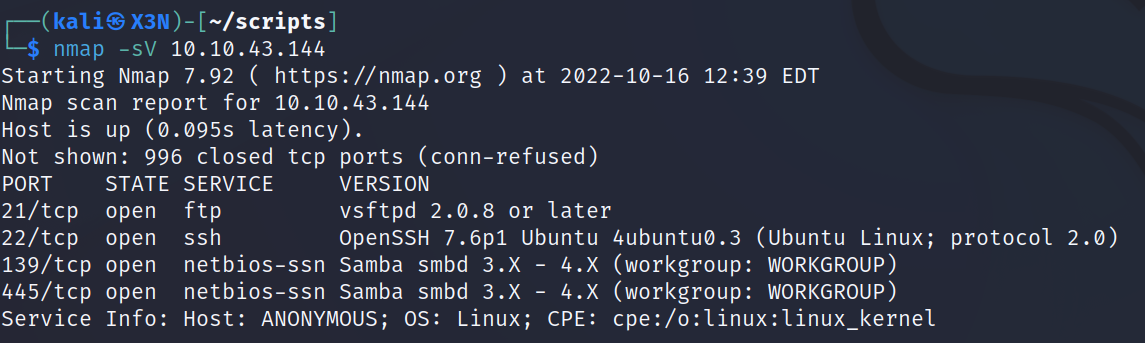 ┌──(kali㉿X3N)-[~/scripts]
└─$ nmap -sV 10.10.43.144
Starting Nmap 7.92 ( https://nmap.org ) at 2022-10-16 12:39 EDT
Nmap scan report for 10.10.43.144
Host is up (0.095s latency).
Not shown: 996 closed tcp ports (conn-refused)
PORT    STATE SERVICE     VERSION
21/tcp  open  ftp         vsftpd 2.0.8 or later
22/tcp  open  ssh         OpenSSH 7.6p1 Ubuntu 4ubuntu0.3 (Ubuntu Linux; protocol 2.0)
139/tcp open  netbios-ssn Samba smbd 3.X - 4.X (workgroup: WORKGROUP)
445/tcp open  netbios-ssn Samba smbd 3.X - 4.X (workgroup: WORKGROUP)
Service Info: Host: ANONYMOUS; OS: Linux; CPE: cpe:/o:linux:linux_kernel